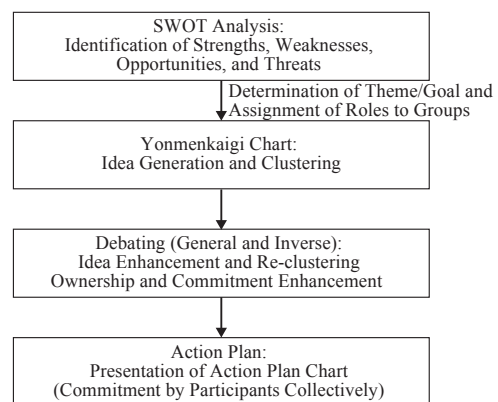 SWOT Analysis:
Identification of Strengths, Weaknesses,
Opportunities, and Threats
Determination of Theme/Goal and
Assignment of Roles to Groups
Yonmenkaigi Chart:
Idea Generation and Clustering
Debating (General and Inverse):
Idea Enhancement and Re-clustering
Ownership and Commitment Enhancement
Action Plan:
Presentation of Action Plan Chart
(Commitment by Participants Collectively)